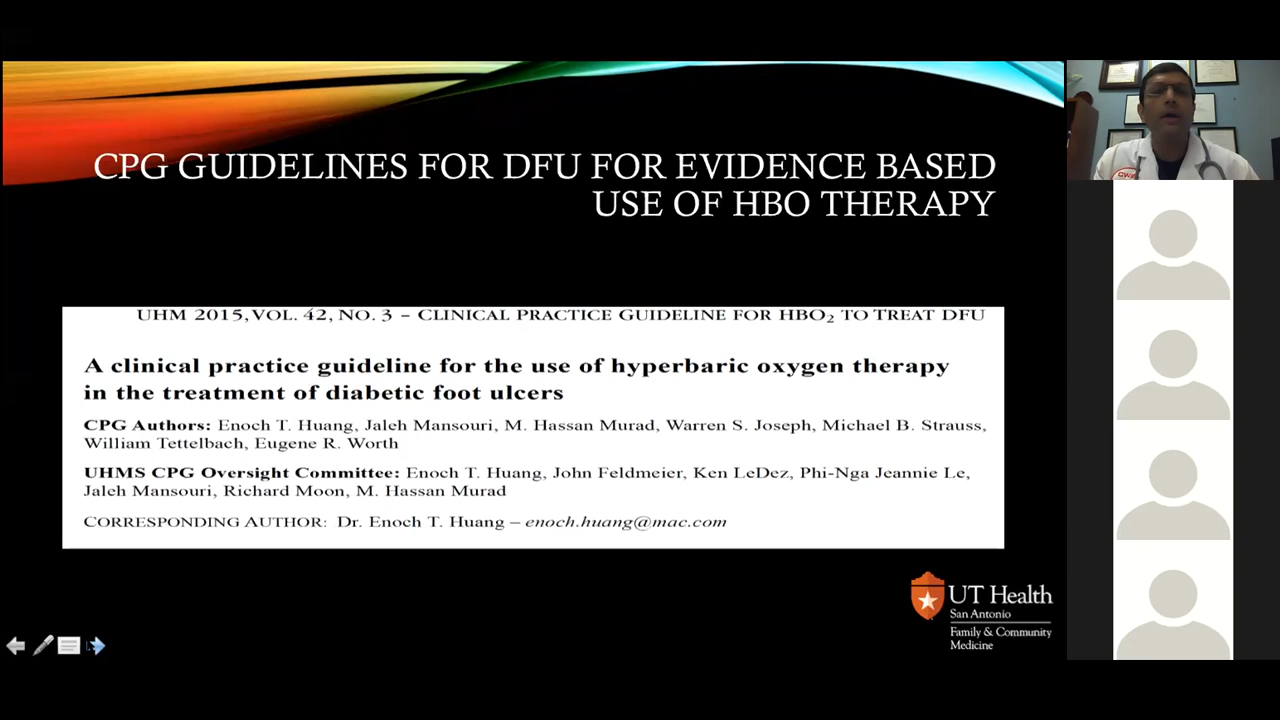 CPG GUIDELINES FOR DFU FOR EVIDENCE BASED
USE OF HBO THERAPY
UHM 2015, VOL. 42, NO. 3 – CLINICAL PRACTICE GUIDELINE FOR HBO₂ TO TREAT DFU
A clinical practice guideline for the use of hyperbaric oxygen therapy
in the treatment of diabetic foot ulcers
CPG Authors: Enoch T. Huang, Jaleh Mansouri, M. Hassan Murad, Warren S. Joseph, Michael B. Strauss,
William Tettelbach, Eugene R. Worth
UHMS CPG Oversight Committee: Enoch T. Huang, John Feldmeier, Ken LeDez, Phi-Nga Jeannie Le,
Jaleh Mansouri, Richard Moon, M. Hassan Murad
CORRESPONDING AUTHOR: Dr. Enoch T. Huang – enoch.huang@mac.com
UT Health
San Antonio
Family & Community
Medicine